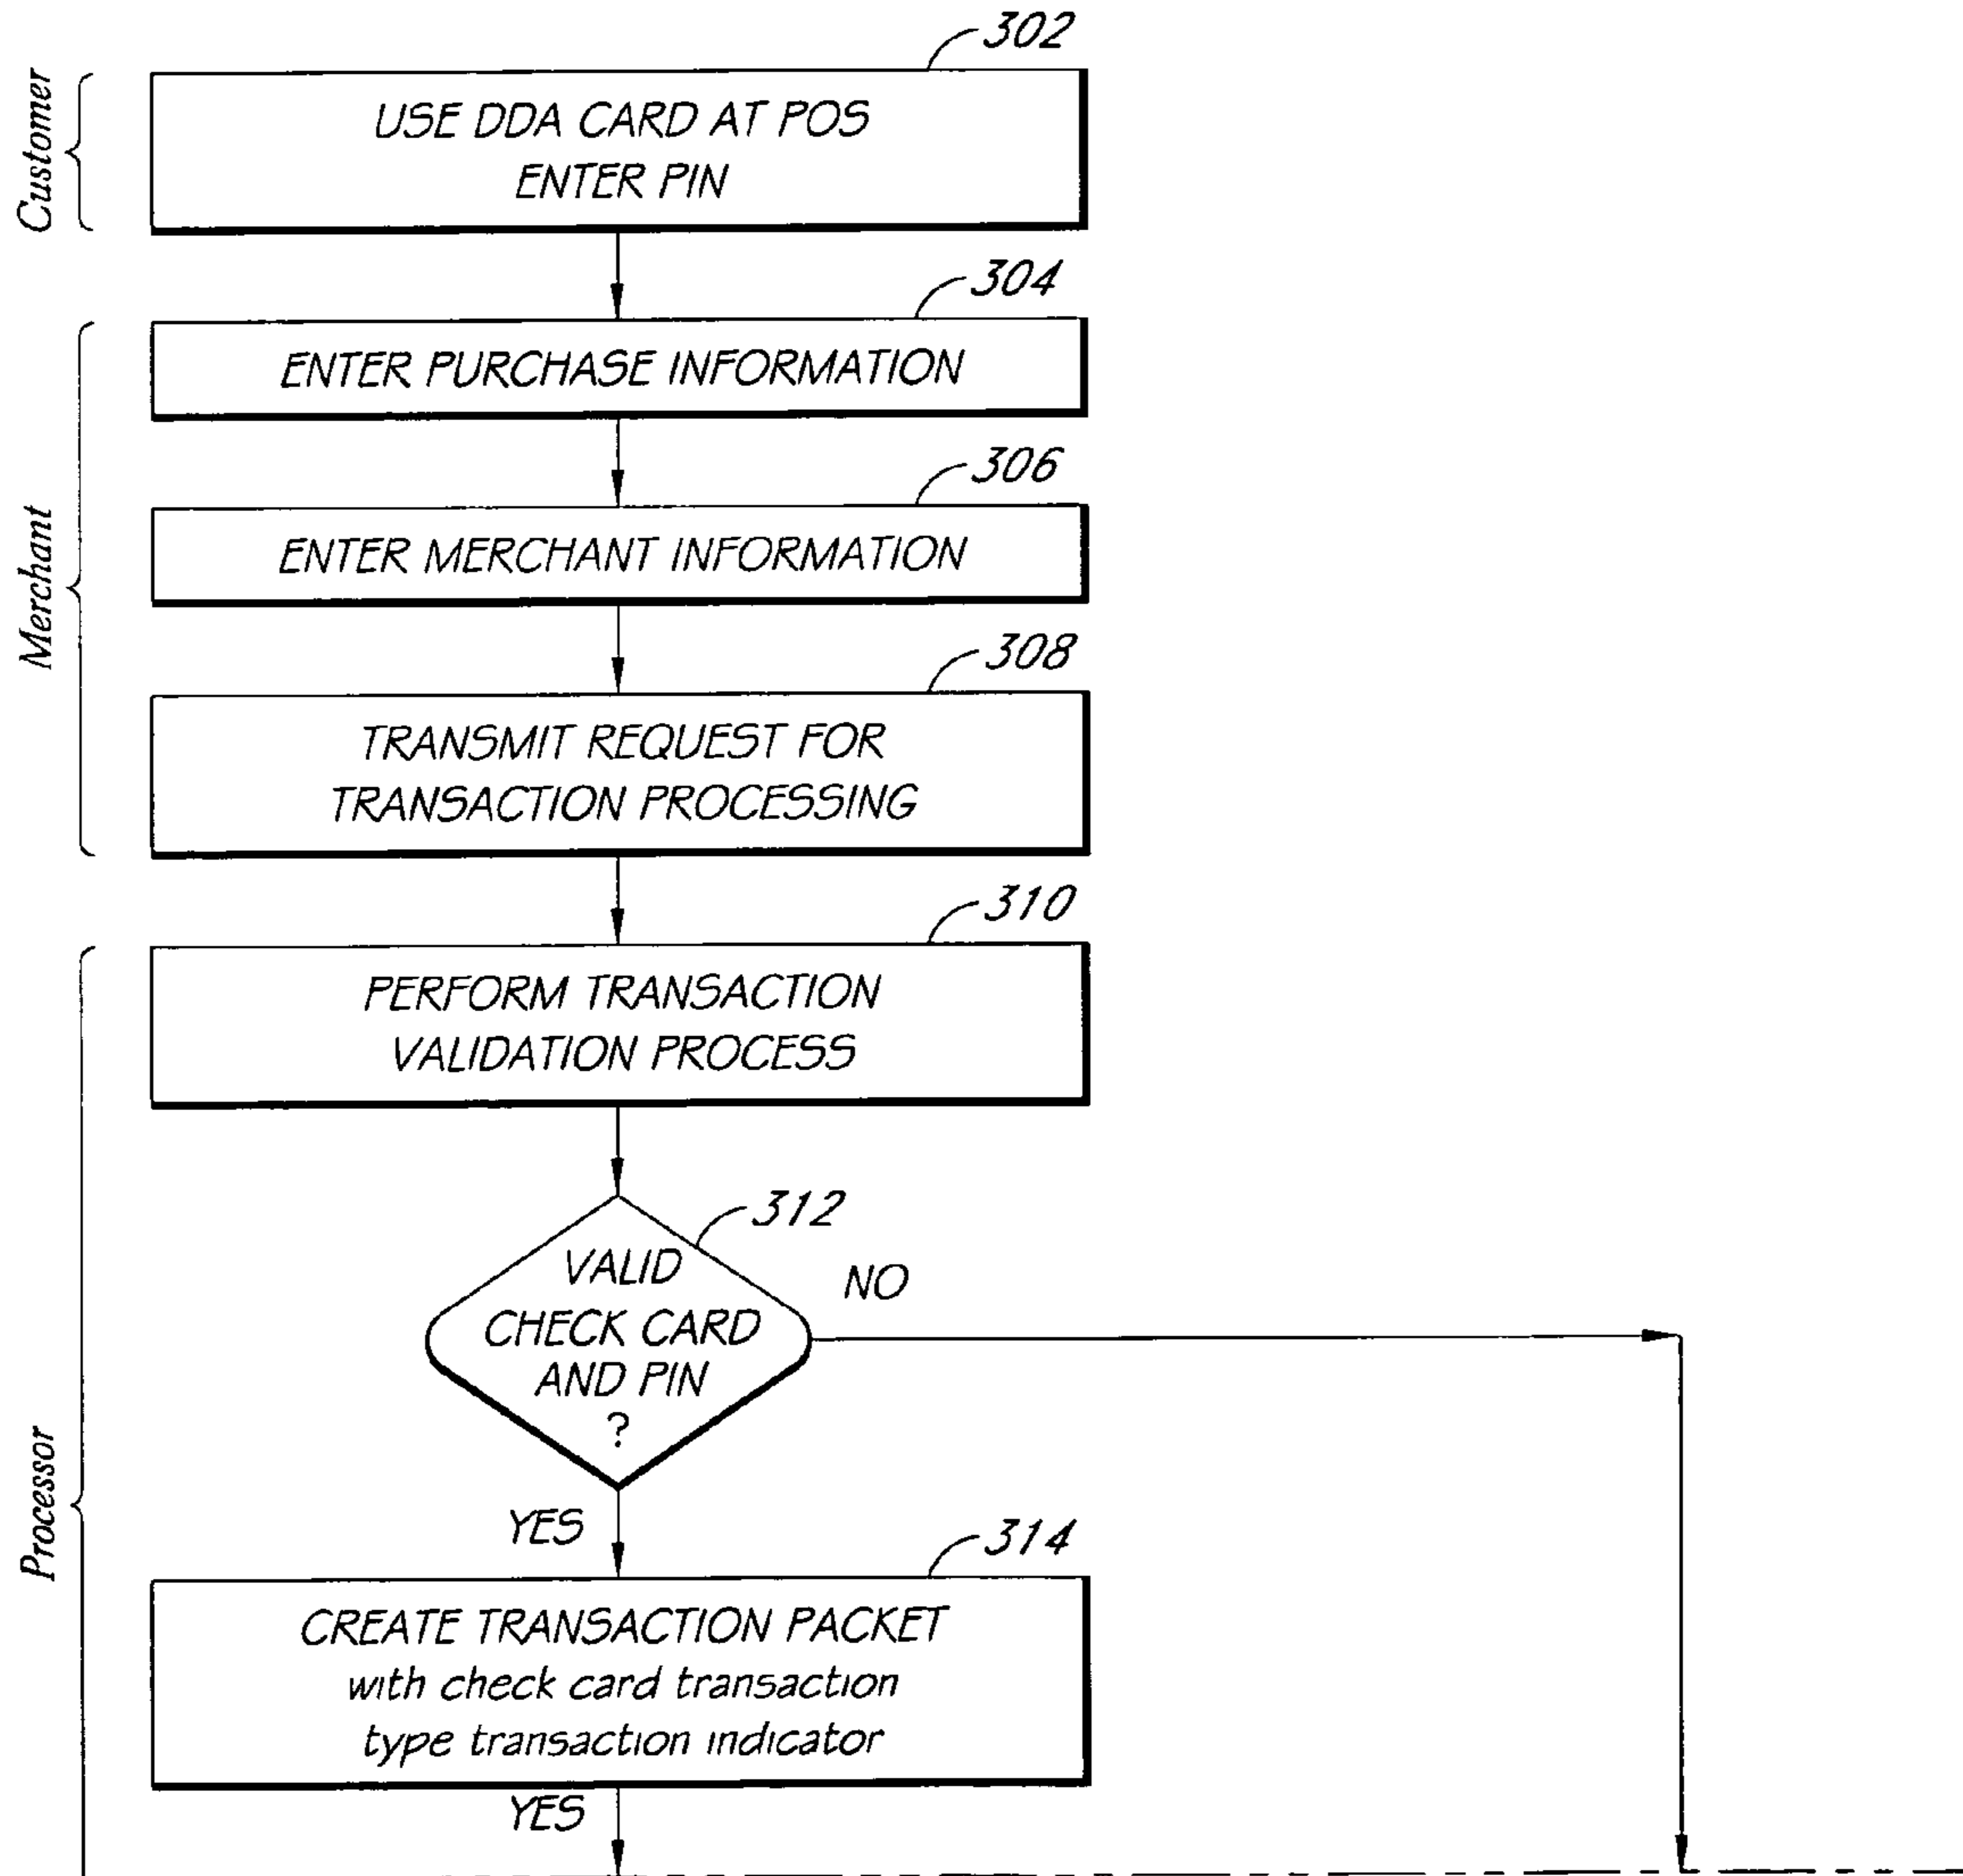 302
Customer
USE DDA CARD AT POS
ENTER PIN
304
ENTER PURCHASE INFORMATION
306
Merchant
ENTER MERCHANT INFORMATION
308
TRANSMIT REQUEST FOR
TRANSACTION PROCESSING
310
PERFORM TRANSACTION
VALIDATION PROCESS
312
VALID
CHECK CARD
AND PIN
?
NO
Processor
YES
314
CREATE TRANSACTION PACKET
with check card transaction
type transaction indicator
YES